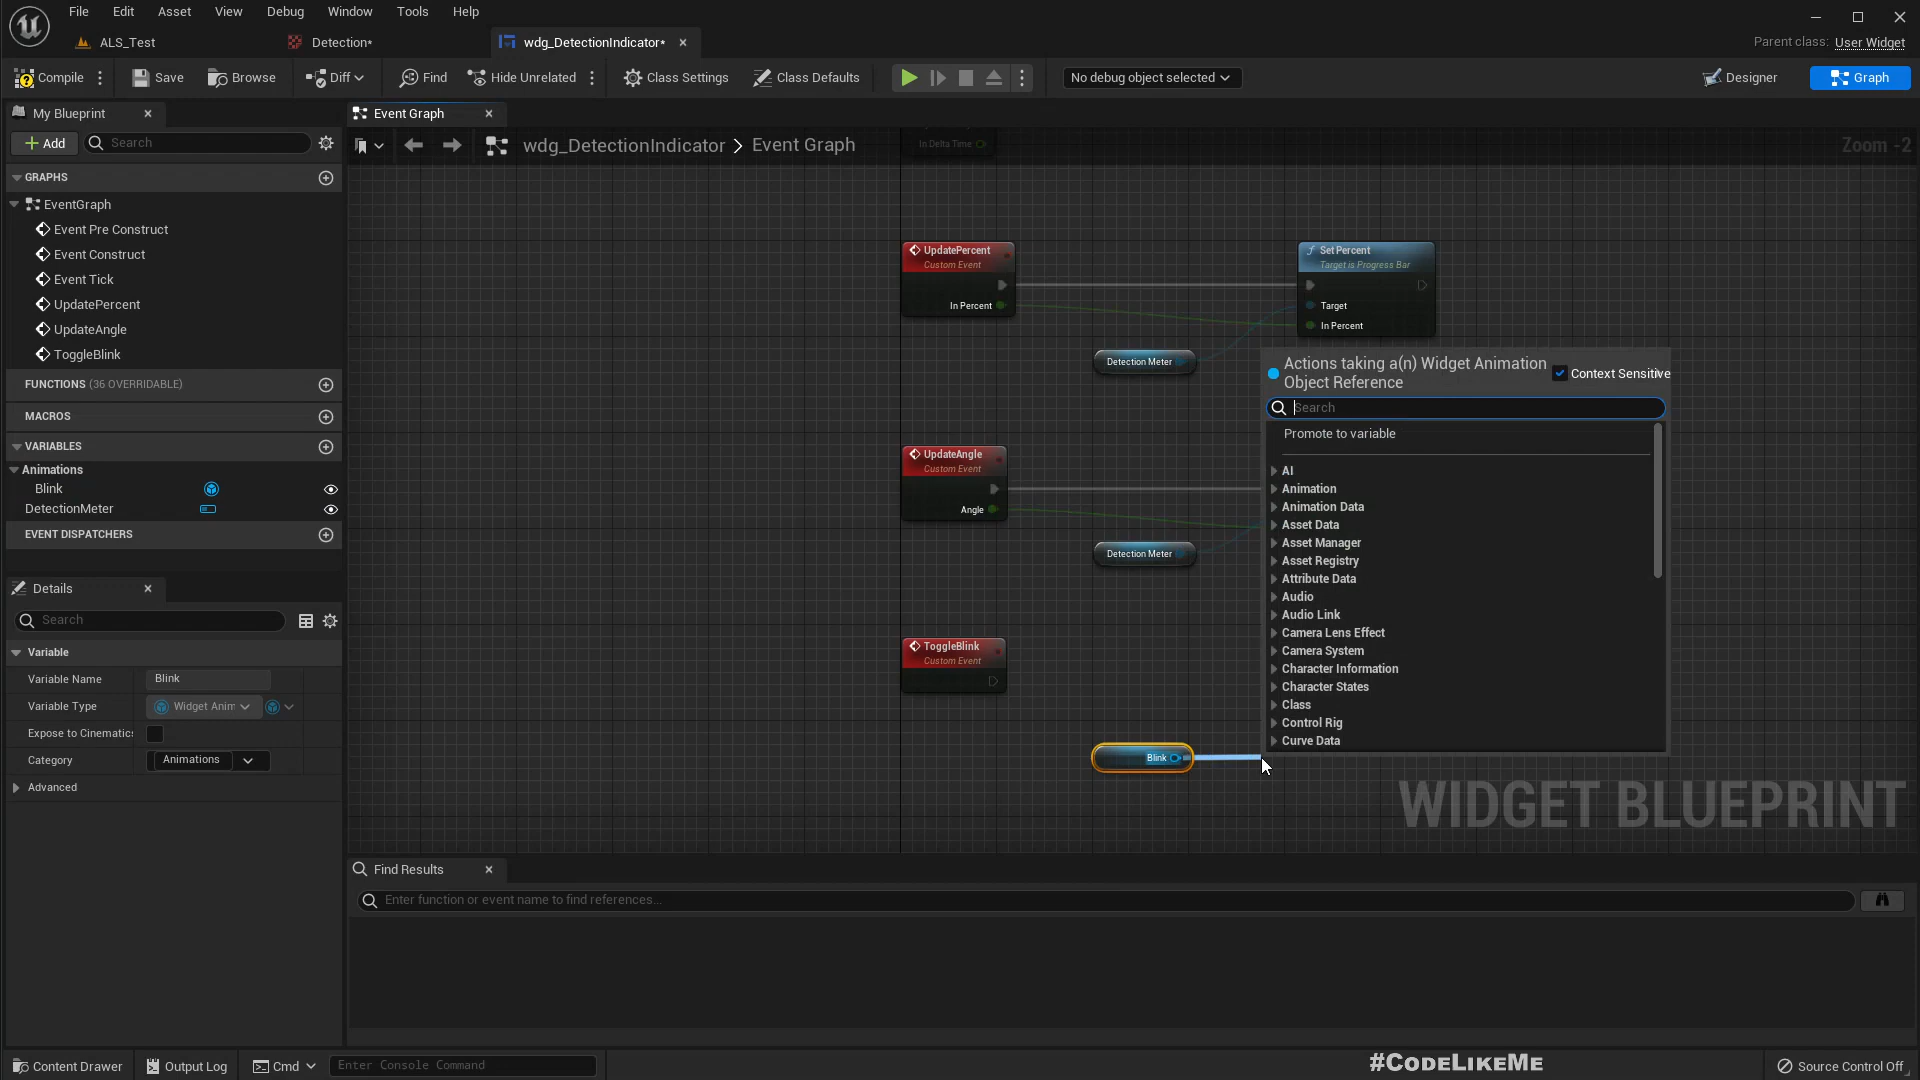 File Edit Asset View Debug Window Tools Help
ALS_Test Detection* wdg_DetectionIndicator* Parent class: User Widget
Compile Save Browse Diff Find Hide Unrelated Class Settings Class Defaults No debug object selected Designer Graph
My Blueprint
Event Graph
Add Search
wdg_DetectionIndicator > Event Graph Zoom -2
In Delta Time
GRAPHS
EventGraph
Event Pre Construct
Event Construct
Event Tick
UpdatePercent
UpdateAngle
ToggleBlink
FUNCTIONS (36 OVERRIDABLE)
MACROS
VARIABLES
Animations
Blink
DetectionMeter
EVENT DISPATCHERS
Details
Search
Variable
Variable Name Blink
Variable Type Widget Anim
Expose to Cinematics
Category Animations
Advanced
UpdatePercent
Custom Event
In Percent
Set Percent
Target is Progress Bar
Target
In Percent
Detection Meter
UpdateAngle
Custom Event
Angle
Detection Meter
ToggleBlink
Custom Event
Blink
Actions taking a(n) Widget Animation
Object Reference
Context Sensitive
Search
Promote to variable
AI
Animation
Animation Data
Asset Data
Asset Manager
Asset Registry
Attribute Data
Audio
Audio Link
Camera Lens Effect
Camera System
Character Information
Character States
Class
Control Rig
Curve Data
WIDGET BLUEPRINT
Find Results
Enter function or event name to find references...
Content Drawer Output Log Cmd Enter Console Command #CodeLikeMe Source Control Off